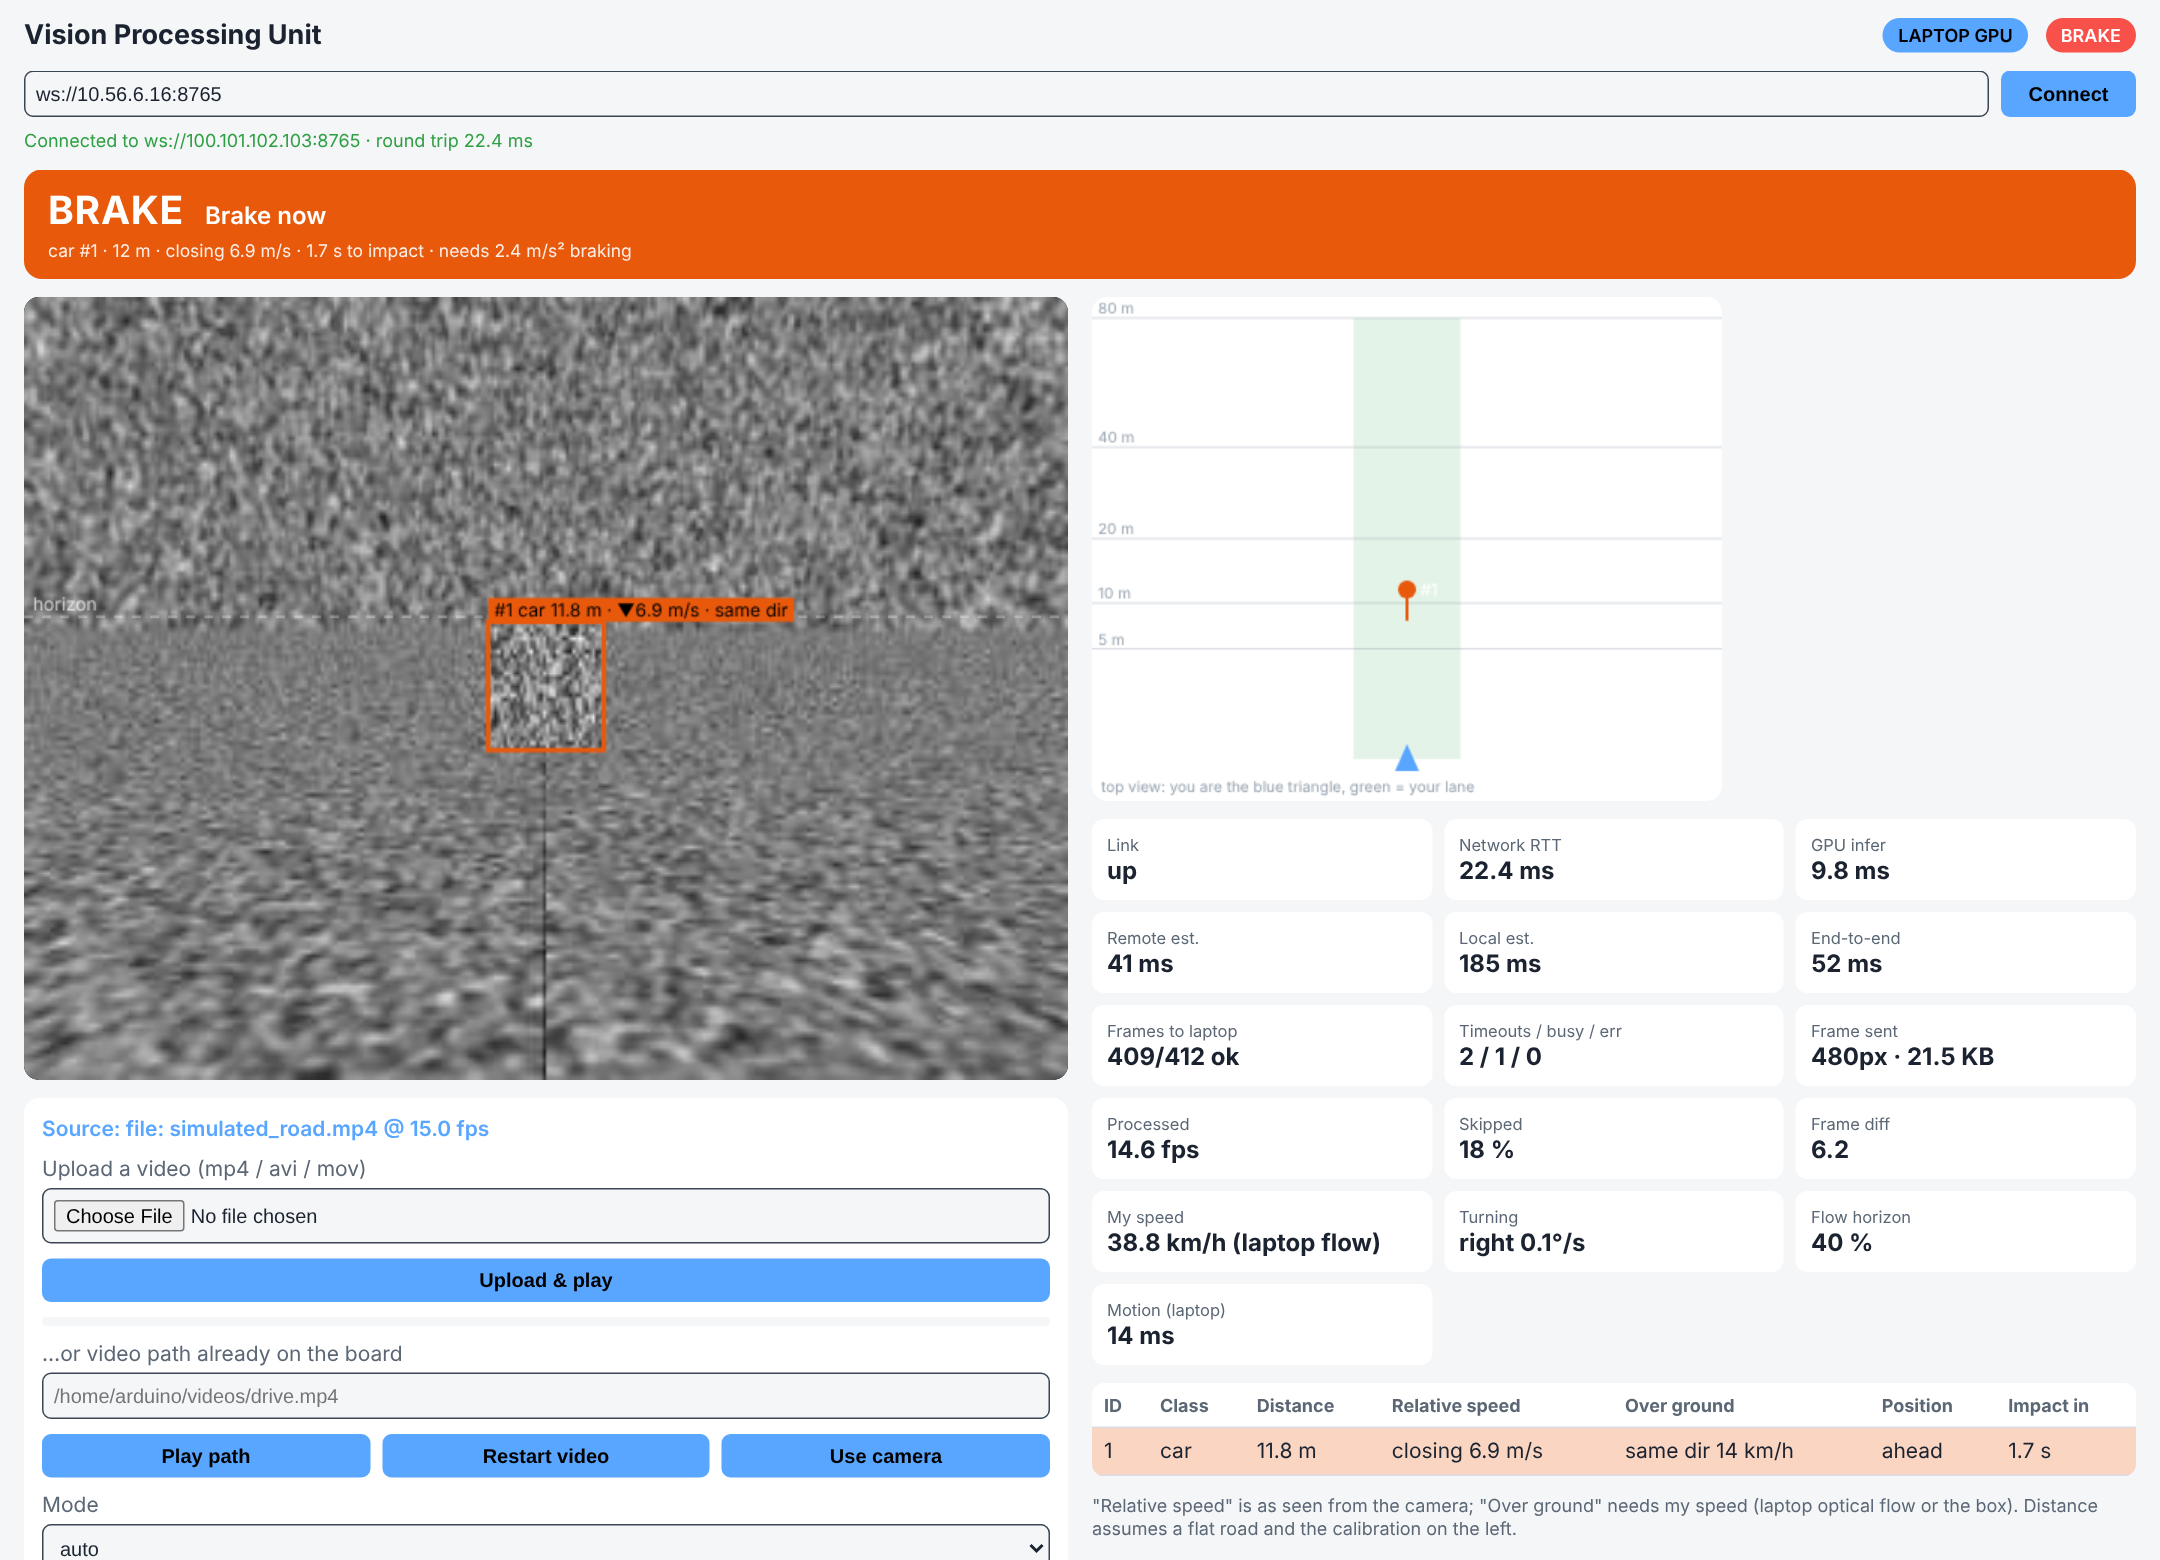 Vision Processing Unit
LAPTOP GPU
BRAKE
ws://10.56.6.16:8765
Connect
Connected to ws://100.101.102.103:8765 · round trip 22.4 ms
BRAKE Brake now
car #1 · 12 m · closing 6.9 m/s · 1.7 s to impact · needs 2.4 m/s² braking
horizon
#1 car 11.8 m · ▼6.9 m/s · same dir
80 m
40 m
20 m
#1
10 m
5 m
top view: you are the blue triangle, green = your lane
Link
up
Network RTT
22.4 ms
GPU infer
9.8 ms
Remote est.
41 ms
Local est.
185 ms
End-to-end
52 ms
Frames to laptop
409/412 ok
Timeouts / busy / err
2 / 1 / 0
Frame sent
480px · 21.5 KB
Processed
14.6 fps
Skipped
18 %
Frame diff
6.2
My speed
38.8 km/h (laptop flow)
Turning
right 0.1°/s
Flow horizon
40 %
Motion (laptop)
14 ms
ID Class Distance Relative speed Over ground Position Impact in
1 car 11.8 m closing 6.9 m/s same dir 14 km/h ahead 1.7 s
"Relative speed" is as seen from the camera; "Over ground" needs my speed (laptop optical flow or the box). Distance
assumes a flat road and the calibration on the left.
Source: file: simulated_road.mp4 @ 15.0 fps
Upload a video (mp4 / avi / mov)
Choose File No file chosen
Upload & play
...or video path already on the board
/home/arduino/videos/drive.mp4
Play path
Restart video
Use camera
Mode
auto